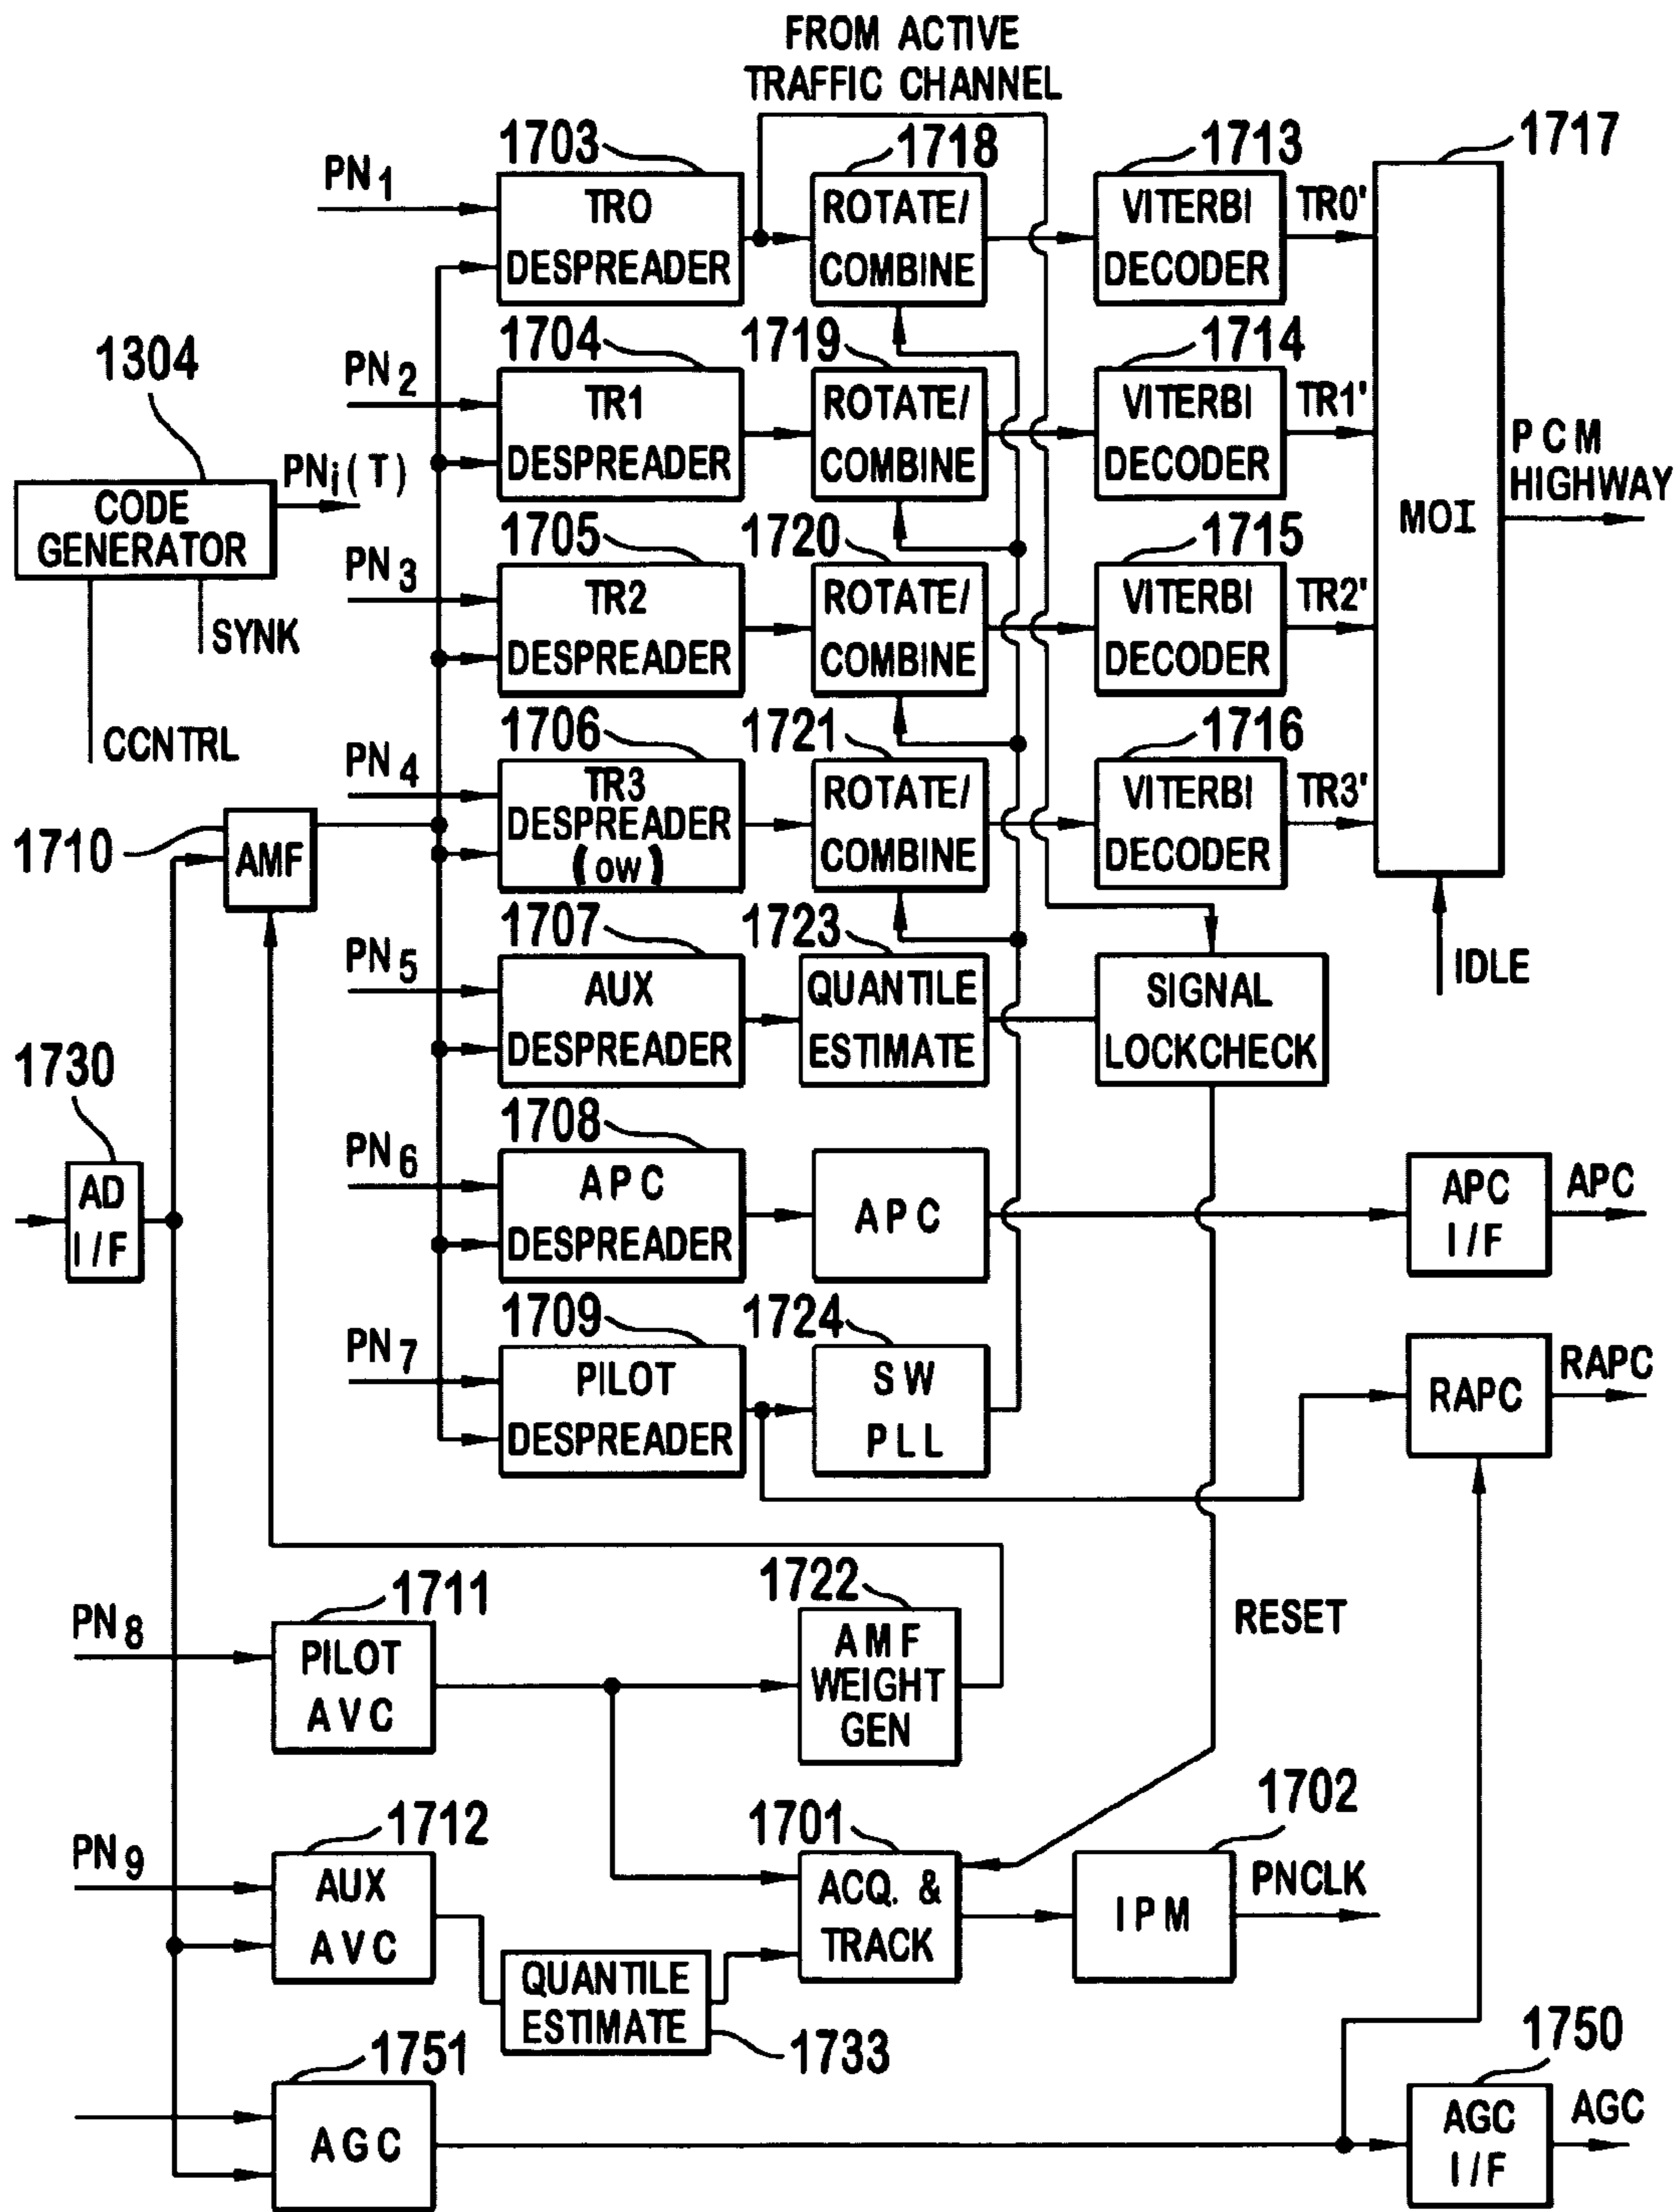 FROM ACTIVE
TRAFFIC CHANNEL
1703
1718
1713
1717
PN1
TRO
DESPREADER
ROTATE/
COMBINE
VITERBI
DECODER
TR0'
1304
PN2
1704
TR1
DESPREADER
1719
ROTATE/
COMBINE
1714
VITERBI
DECODER
TR1'
PCM
HIGHWAY
MOI
CODE
GENERATOR
PNi(T)
SYNK
CCNTRL
PN3
1705
TR2
DESPREADER
1720
ROTATE/
COMBINE
1715
VITERBI
DECODER
TR2'
PN4
1706
TR3
DESPREADER
(OW)
1721
ROTATE/
COMBINE
1716
VITERBI
DECODER
TR3'
1710
AMF
IDLE
PN5
1707
AUX
DESPREADER
1723
QUANTILE
ESTIMATE
SIGNAL
LOCKCHECK
1730
AD
I/F
PN6
1708
APC
DESPREADER
APC
APC
I/F
APC
PN7
1709
PILOT
DESPREADER
1724
SW
PLL
RAPC
RAPC
PN8
1711
PILOT
AVC
1722
AMF
WEIGHT
GEN
RESET
PN9
1712
AUX
AVC
QUANTILE
ESTIMATE
1733
1701
ACQ. &
TRACK
1702
IPM
PNCLK
1751
AGC
1750
AGC
I/F
AGC